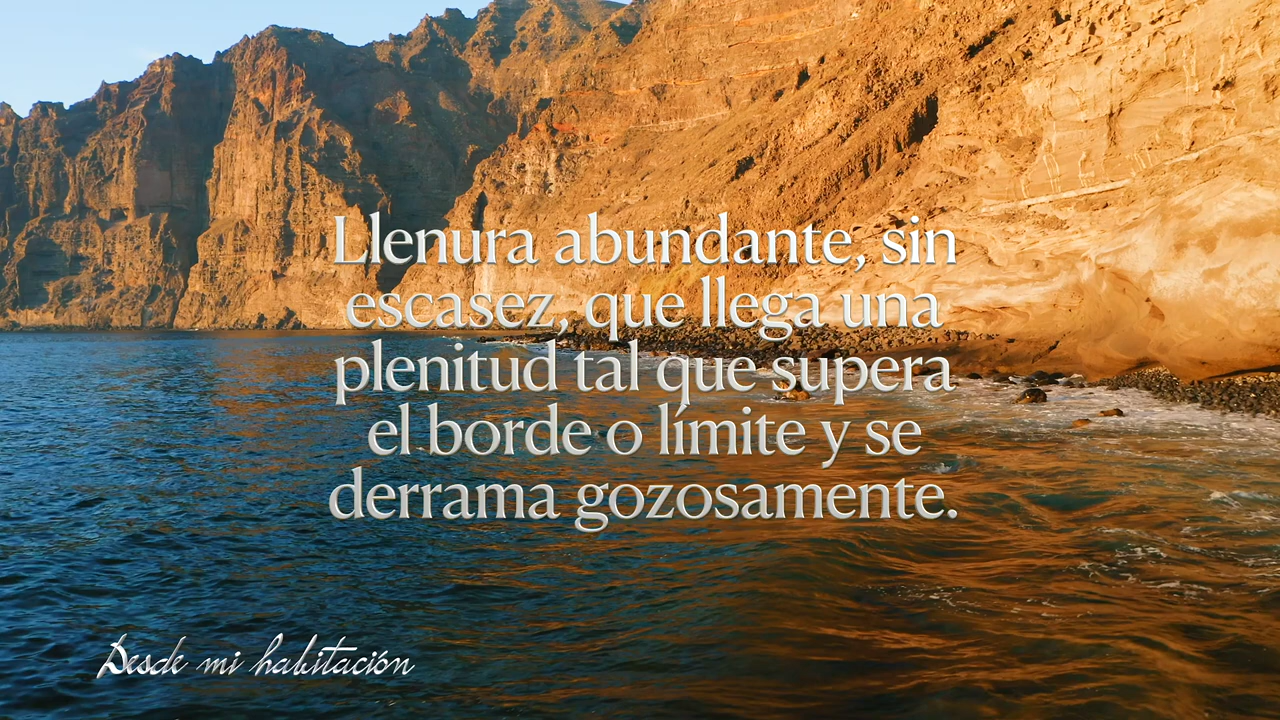 Llenura abundante, sin
escasez, que llega una
plenitud tal que supera
el borde o límite y se
derrama gozosamente.
Desde mi habitación